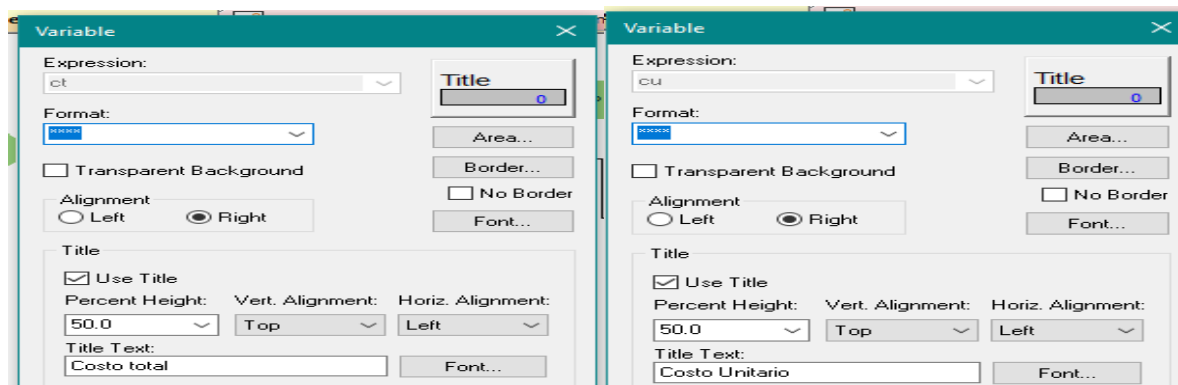 Variable
Expression:
ct
Title
0
Format:
****
Area...
Transparent Background
Border...
No Border
Alignment
Left
Right
Font...
Title
Use Title
Percent Height:
Vert. Alignment:
Horiz. Alignment:
50.0
Top
Left
Title Text:
Costo total
Font...
Variable
Expression:
cu
Title
0
Format:
****
Area...
Transparent Background
Border...
No Border
Alignment
Left
Right
Font...
Title
Use Title
Percent Height:
Vert. Alignment:
Horiz. Alignment:
50.0
Top
Left
Title Text:
Costo Unitario
Font...